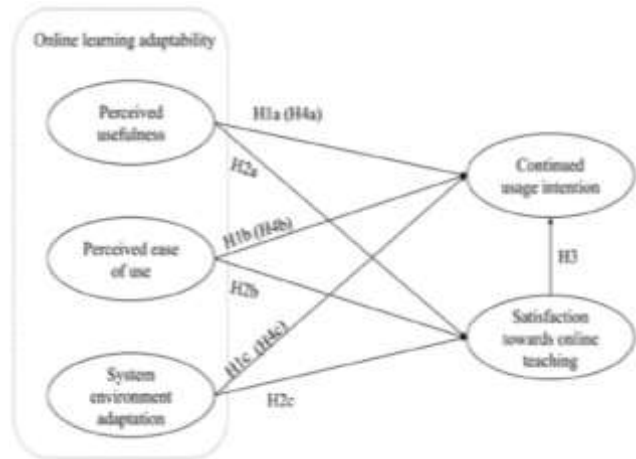 Online learning adaptability
Perceived
usefulness
H1a (H4a)
H2a
Continued
usage intention
Perceived ease
of use
H1b (H4b)
H2b
H3
System
environment
adaptation
H1c (H4c)
H2c
Satisfaction
towards online
teaching